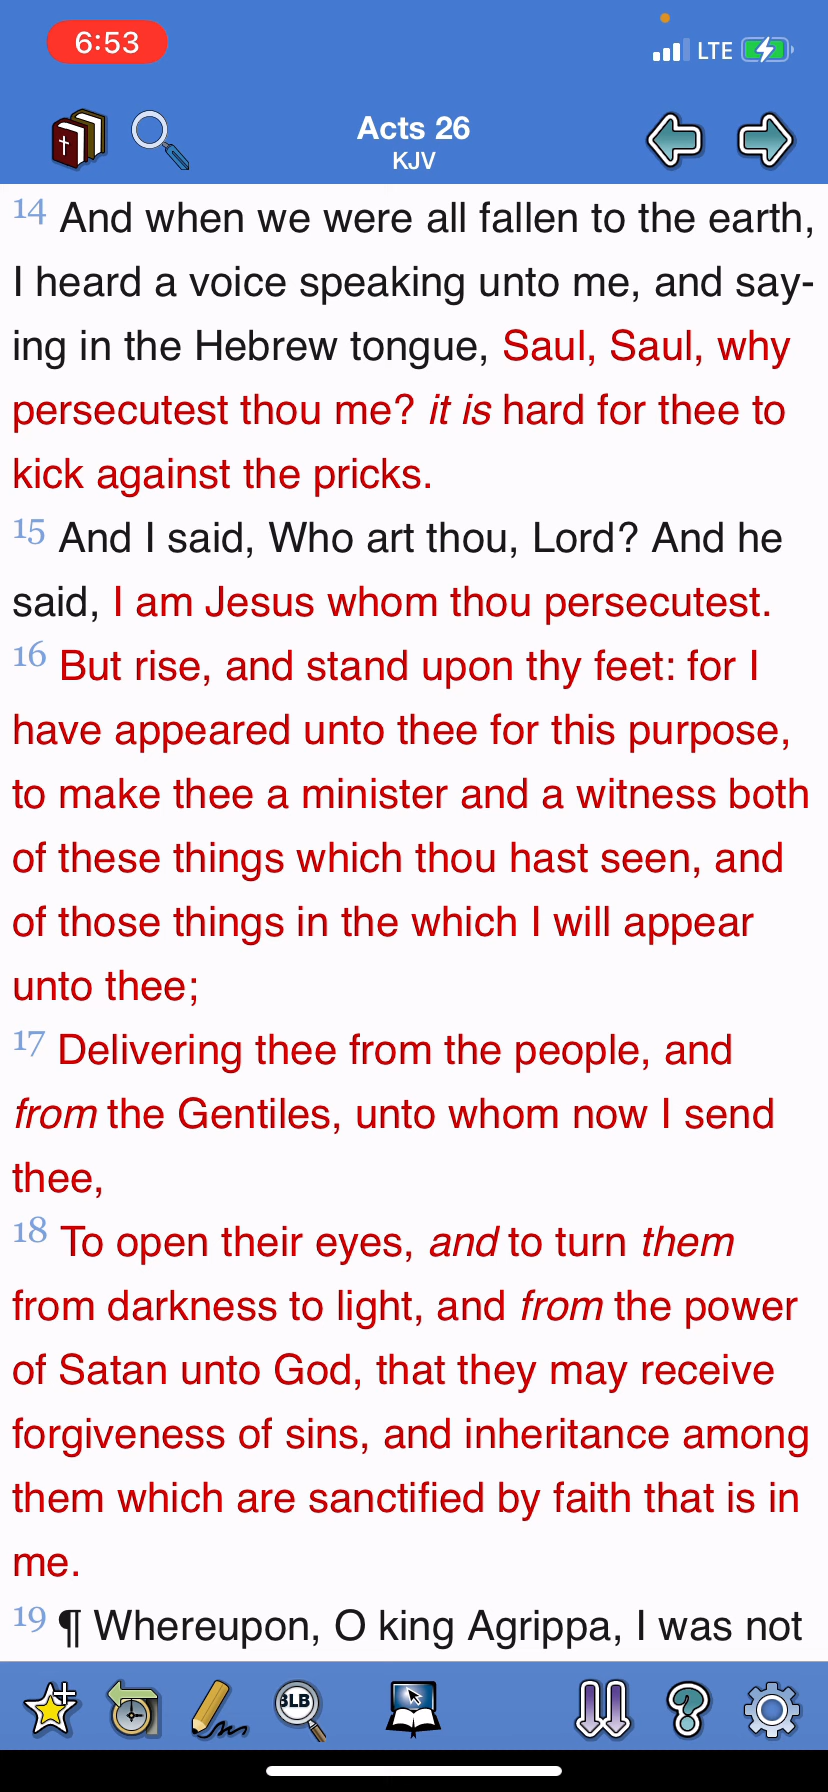 6:53
LTE
Acts 26
KJV
14 And when we were all fallen to the earth,
I heard a voice speaking unto me, and say-
ing in the Hebrew tongue, Saul, Saul, why
persecutest thou me? it is hard for thee to
kick against the pricks.
15 And I said, Who art thou, Lord? And he
said, I am Jesus whom thou persecutest.
16 But rise, and stand upon thy feet: for I
have appeared unto thee for this purpose,
to make thee a minister and a witness both
of these things which thou hast seen, and
of those things in the which I will appear
unto thee;
17 Delivering thee from the people, and
from the Gentiles, unto whom now I send
thee,
18 To open their eyes, and to turn them
from darkness to light, and from the power
of Satan unto God, that they may receive
forgiveness of sins, and inheritance among
them which are sanctified by faith that is in
me.
19 ¶ Whereupon, O king Agrippa, I was not
BLB